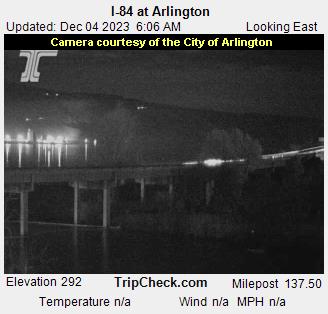 I-84 at Arlington
Updated: Dec 04 2023 6:06 AM Looking East
Camera courtesy of the City of Arlington
Elevation 292 TripCheck.com Milepost 137.50
Temperature n/a Wind n/a MPH n/a